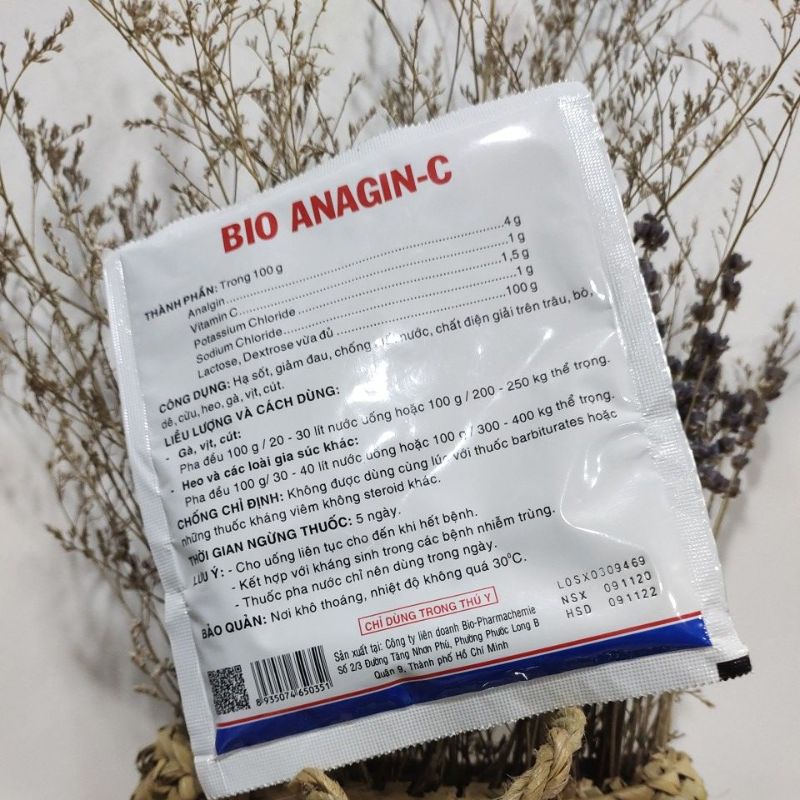 BIO ANAGIN-C
THÀNH PHẦN: Trong 100 g
Analgin........................................4 g
Vitamin C........................................1 g
Potassium Chloride........................................1,5 g
Sodium Chloride........................................1 g
Lactose, Dextrose vừa đủ........................................100 g
CÔNG DỤNG: Hạ sốt, giảm đau, chống nước, chất điện giải trên trâu, bò,
dê, cừu, heo, gà, vịt, cút.
LIỀU LƯỢNG VÀ CÁCH DÙNG:
- Gà, vịt, cút:
Pha đều 100 g / 20 - 30 lít nước uống hoặc 100 g / 200 - 250 kg thể trọng.
- Heo và các loài gia súc khác:
Pha đều 100 g/ 30 - 40 lít nước uống hoặc 100 g / 300 - 400 kg thể trọng.
CHỐNG CHỈ ĐỊNH: Không được dùng cùng lúc với thuốc barbiturates hoặc
những thuốc kháng viêm không steroid khác.
THỜI GIAN NGỪNG THUỐC: 5 ngày.
LƯU Ý: - Cho uống liên tục cho đến khi hết bệnh.
- Kết hợp với kháng sinh trong các bệnh nhiễm trùng.
- Thuốc pha nước chỉ nên dùng trong ngày.
BẢO QUẢN: Nơi khô thoáng, nhiệt độ không quá 30°C.
LOSX0309469
NSX 091120
HSD 091122
CHỈ DÙNG TRONG THÚ Y
Sản xuất tại: Công ty liên doanh Bio-Pharmachemie
Số 2/3 Đường Tăng Nhơn Phú, Phường Phước Long B
Quận 9, Thành phố Hồ Chí Minh
8 935074 650351